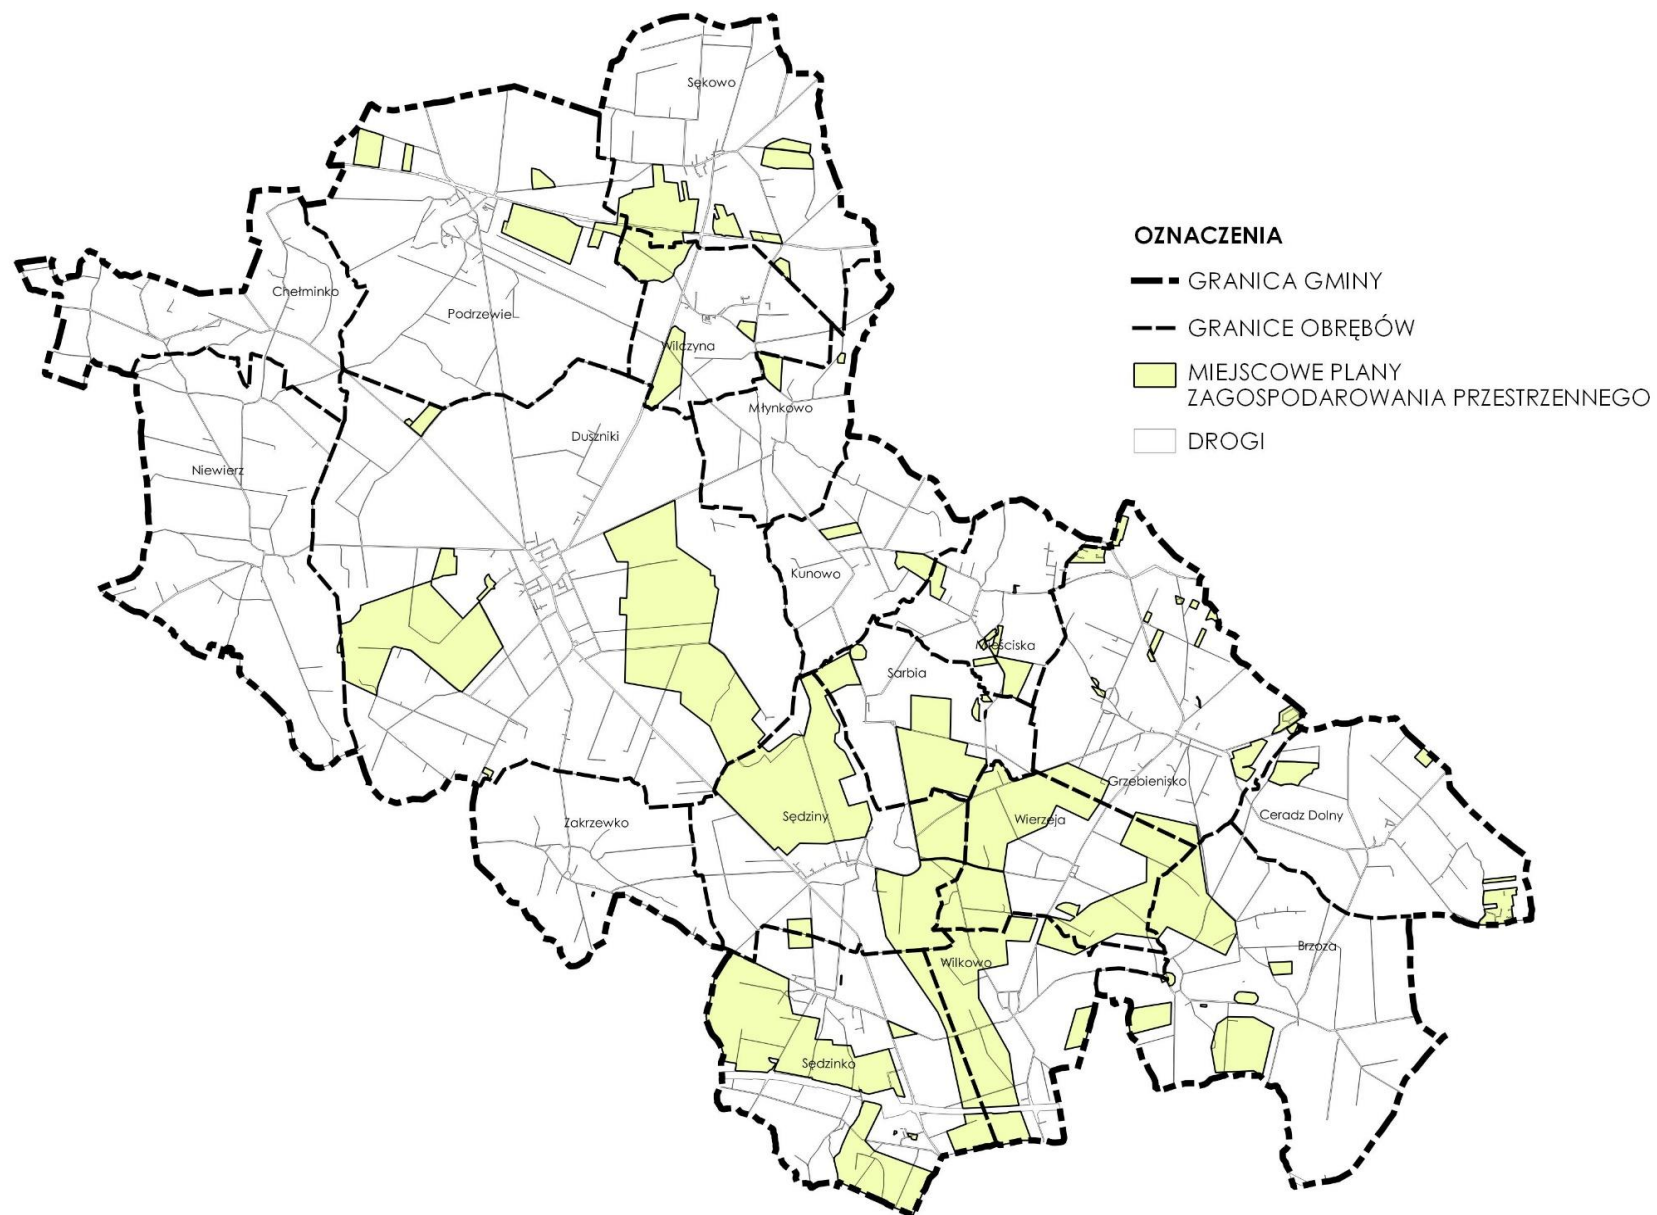 Sękowo
OZNACZENIA
GRANICA GMINY
Chełminko
Podrzewie
GRANICE OBRĘBÓW
Wilczyna
MIEJSCOWE PLANY
ZAGOSPODAROWANIA PRZESTRZENNEGO
Młynkowo
Duszniki
DROGI
Niewierz
Kunowo
Mieściska
Sarbia
Grzebienisko
Sędziny
Wierzeja
Ceradz Dolny
Zakrzewko
Brzoza
Wilkowo
Sędzinko